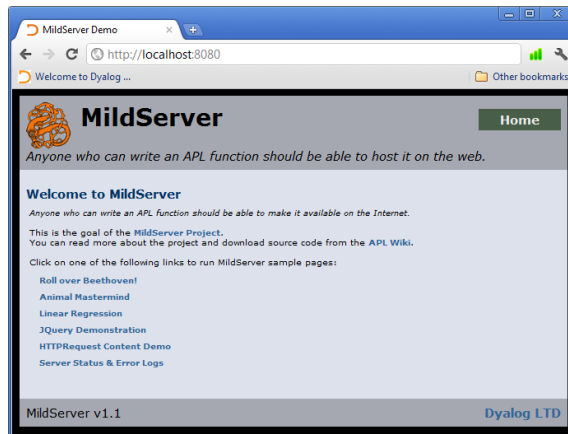 MildServer Demo
http://localhost:8080
Welcome to Dyalog ...
Other bookmarks
MildServer
Home
Anyone who can write an APL function should be able to host it on the web.
Welcome to MildServer
Anyone who can write an APL function should be able to make it available on the Internet.
This is the goal of the MildServer Project.
You can read more about the project and download source code from the APL Wiki.
Click on one of the following links to run MildServer sample pages:
Roll over Beethoven!
Animal Mastermind
Linear Regression
JQuery Demonstration
HTTPRequest Content Demo
Server Status & Error Logs
MildServer v1.1
Dyalog LTD